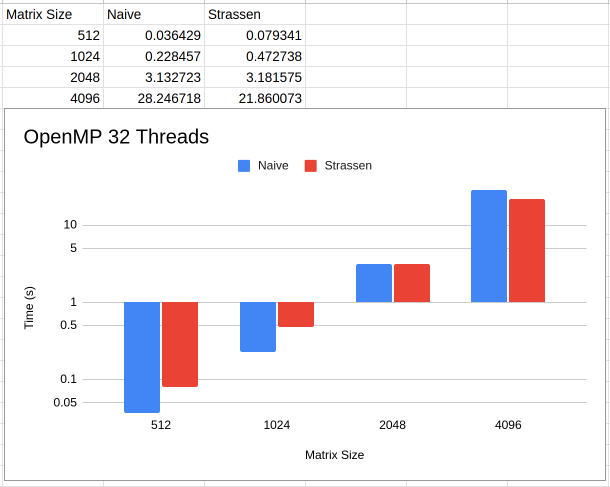 Matrix Size Naive Strassen
512 0.036429 0.079341
1024 0.228457 0.472738
2048 3.132723 3.181575
4096 28.246718 21.860073
OpenMP 32 Threads
Naive Strassen
10
5
1
0.5
0.1
0.05
Time (s)
512 1024 2048 4096
Matrix Size